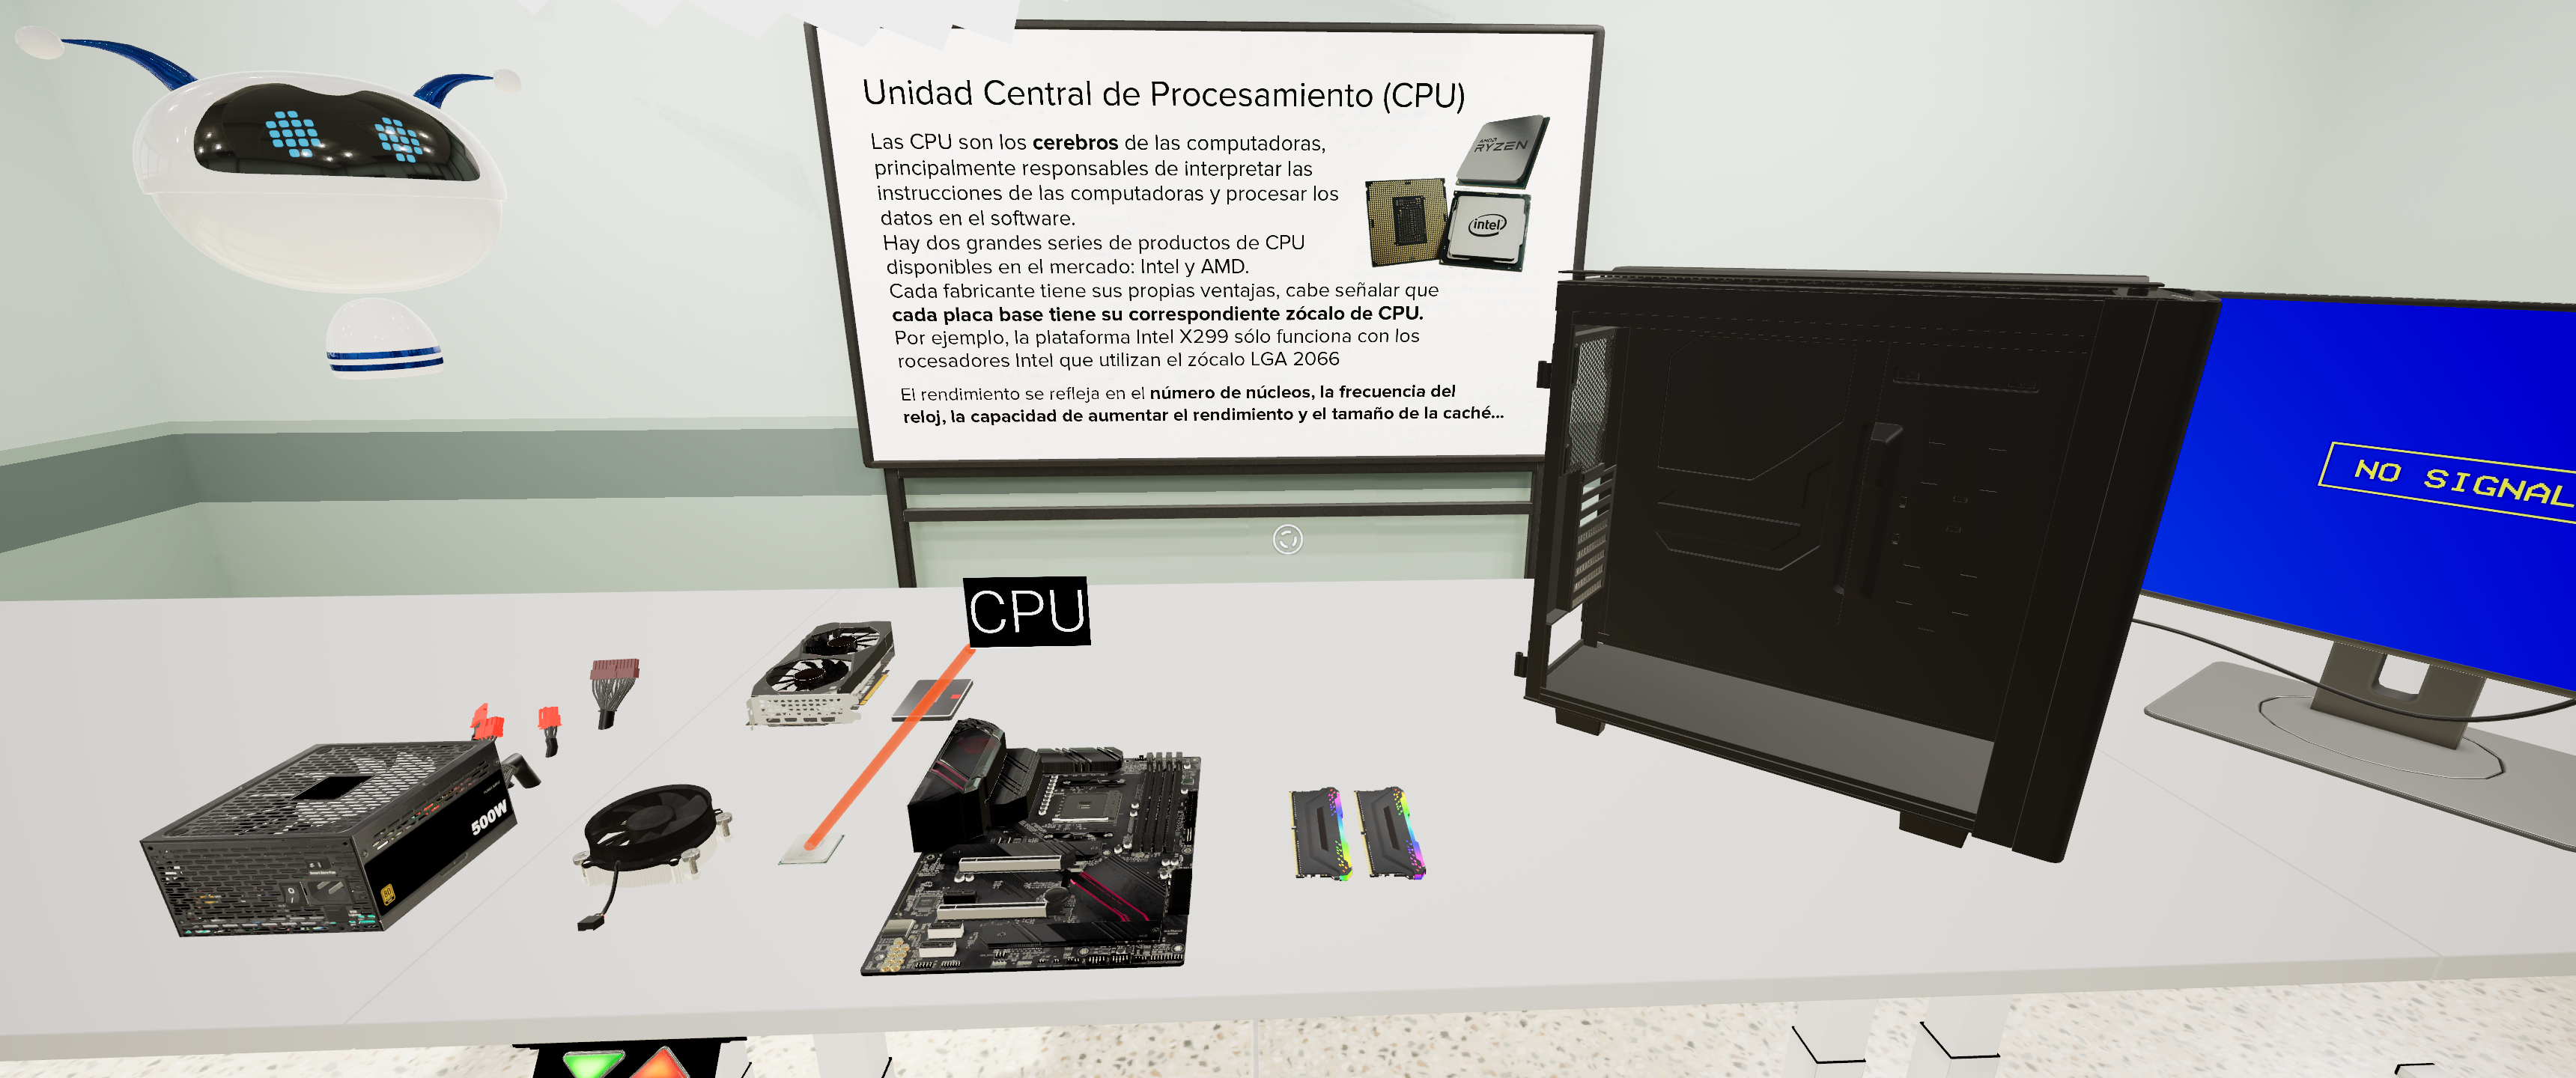 Unidad Central de Procesamiento (CPU)
Las CPU son los cerebros de las computadoras,
principalmente responsables de interpretar las
instrucciones de las computadoras y procesar los
datos en el software.
Hay dos grandes series de productos de CPU
disponibles en el mercado: Intel y AMD.
Cada fabricante tiene sus propias ventajas, cabe señalar que
cada placa base tiene su correspondiente zócalo de CPU.
Por ejemplo, la plataforma Intel X299 sólo funciona con los
rocesadores Intel que utilizan el zócalo LGA 2066
El rendimiento se refleja en el número de núcleos, la frecuencia del
reloj, la capacidad de aumentar el rendimiento y el tamaño de la caché...
AMD
RYZEN
intel
NO SIGNAL
CPU
500W